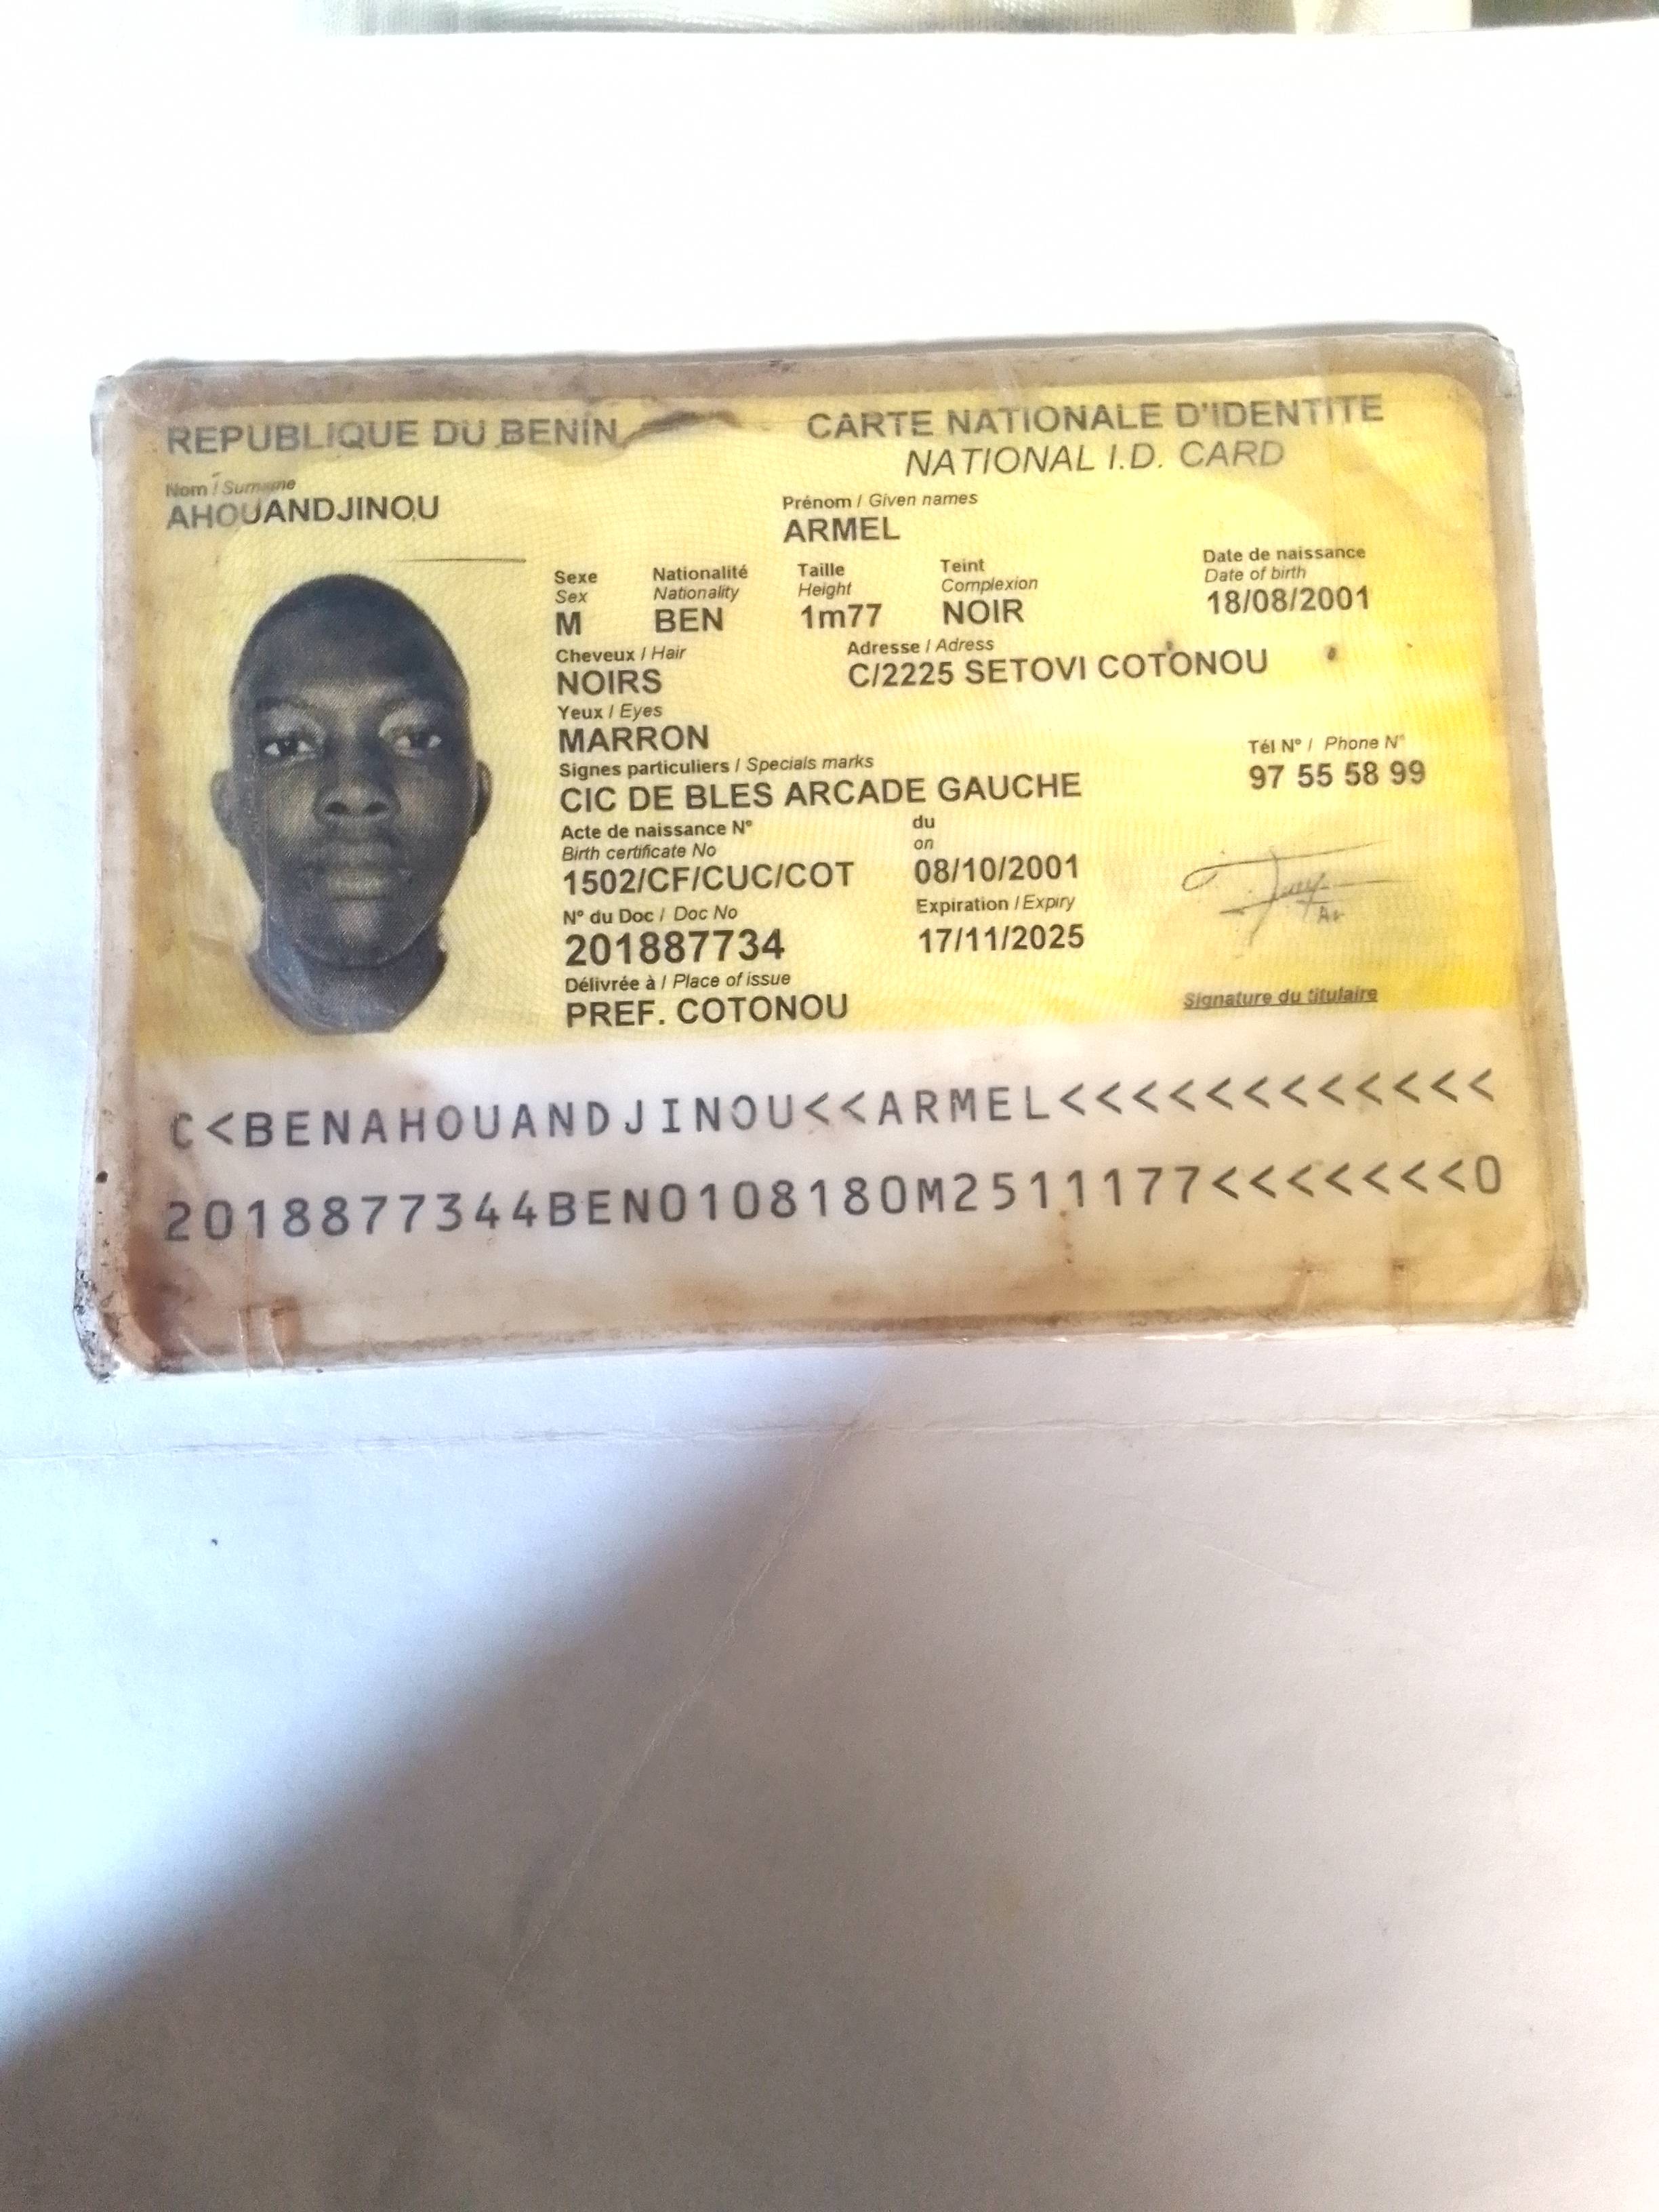 REPUBLIQUE DU BENIN
CARTE NATIONALE D'IDENTITE
NATIONAL I.D. CARD
Nom / Surname
AHOUANDJINOU
Prénom / Given names
ARMEL
Sexe Nationalité Taille Teint Date de naissance
Sex Nationality Height Complexion Date of birth
M BEN 1m77 NOIR 18/08/2001
Cheveux / Hair Adresse / Adress
NOIRS C/2225 SETOVI COTONOU
Yeux / Eyes
MARRON
Signes particuliers / Specials marks Tél N° / Phone N°
CIC DE BLES ARCADE GAUCHE 97 55 58 99
Acte de naissance N° du
Birth certificate No on
1502/CF/CUC/COT 08/10/2001
N° du Doc / Doc No Expiration / Expiry
201887734 17/11/2025
Délivrée à / Place of issue
PREF. COTONOU
Signature du titulaire
C<BENAHOUANDJINOU<<ARMEL<<<<<<<<<<<<
2018877344BEN0108180M2511177<<<<<<<0